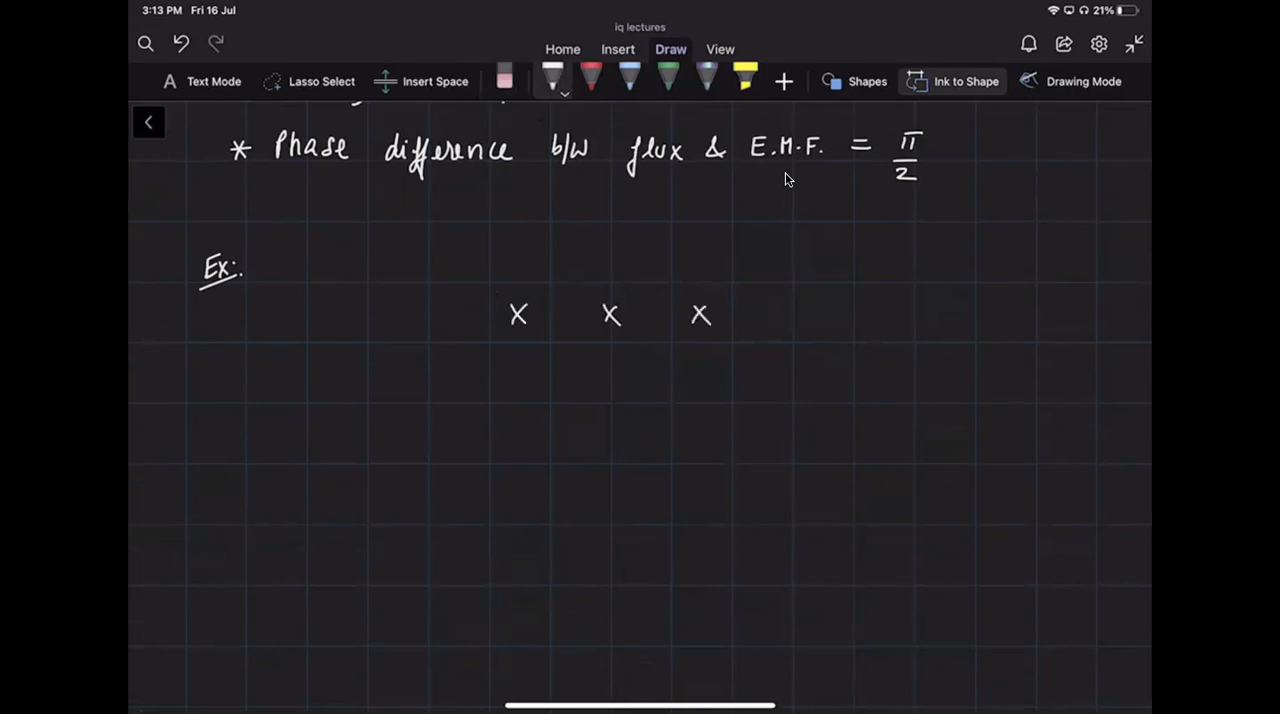 3:13 PM Fri 16 Jul
21%
iq lectures
Home Insert Draw View
Text Mode Lasso Select Insert Space Shapes Ink to Shape Drawing Mode
* Phase difference b/w flux & E.M.F. = π/2
Ex:.
X X X